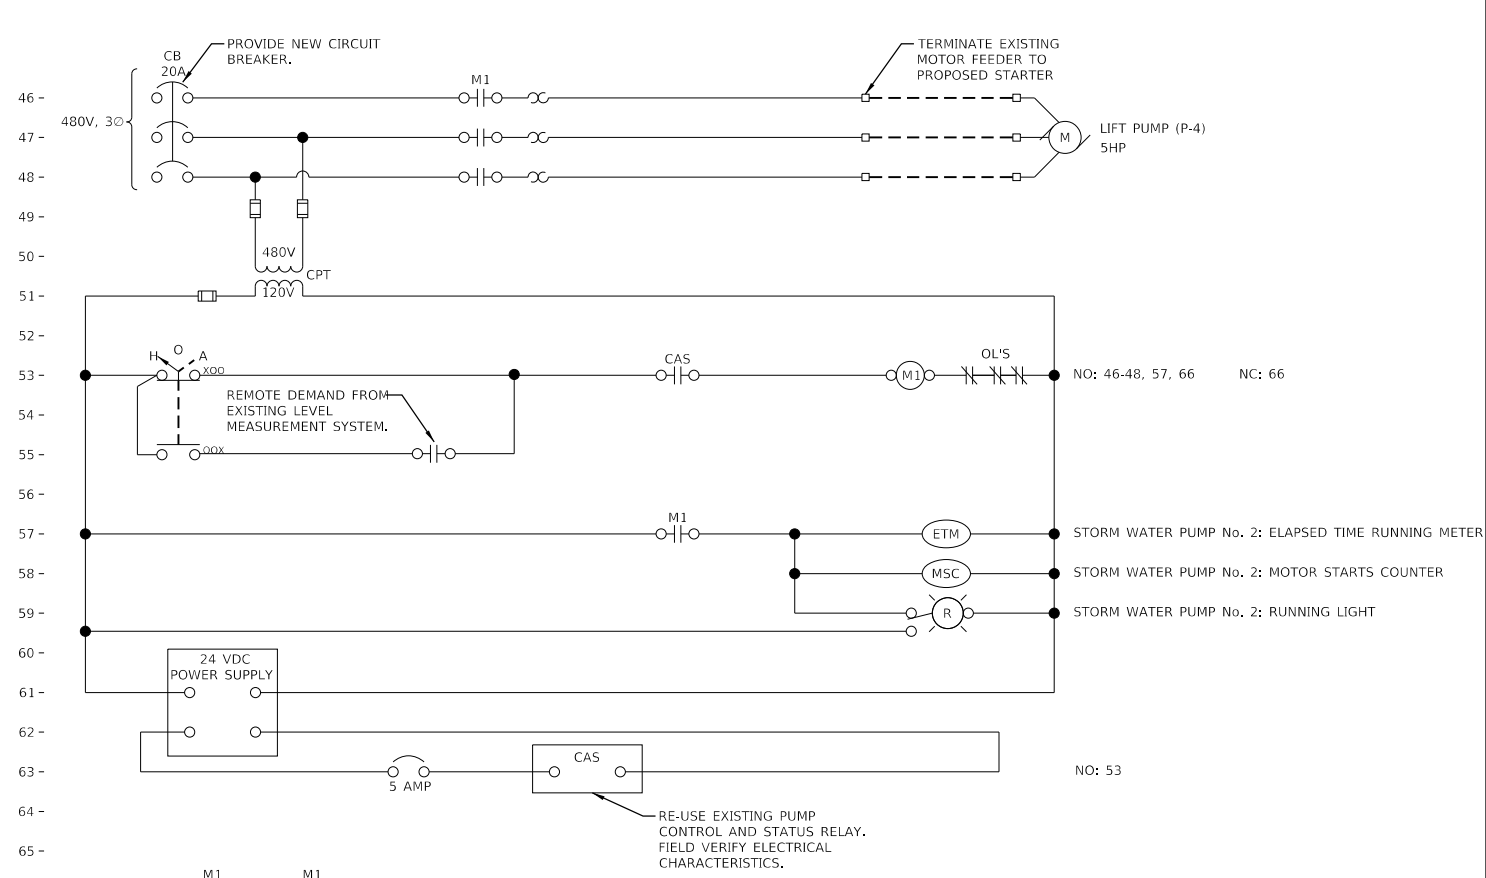 PROVIDE NEW CIRCUIT
BREAKER.
CB
20A
TERMINATE EXISTING
MOTOR FEEDER TO
PROPOSED STARTER
M1
46 -
480V, 3∅
47 -
M
LIFT PUMP (P-4)
5HP
48 -
49 -
50 -
480V
CPT
51 -
120V
52 -
H
O
A
XOO
CAS
OL'S
53 -
M1
NO: 46-48, 57, 66
NC: 66
REMOTE DEMAND FROM
EXISTING LEVEL
MEASUREMENT SYSTEM.
54 -
55 -
OOX
56 -
M1
57 -
ETM
STORM WATER PUMP No. 2: ELAPSED TIME RUNNING METER
58 -
MSC
STORM WATER PUMP No. 2: MOTOR STARTS COUNTER
59 -
R
STORM WATER PUMP No. 2: RUNNING LIGHT
60 -
24 VDC
POWER SUPPLY
61 -
62 -
CAS
63 -
5 AMP
NO: 53
64 -
RE-USE EXISTING PUMP
CONTROL AND STATUS RELAY.
FIELD VERIFY ELECTRICAL
CHARACTERISTICS.
65 -
M1
M1